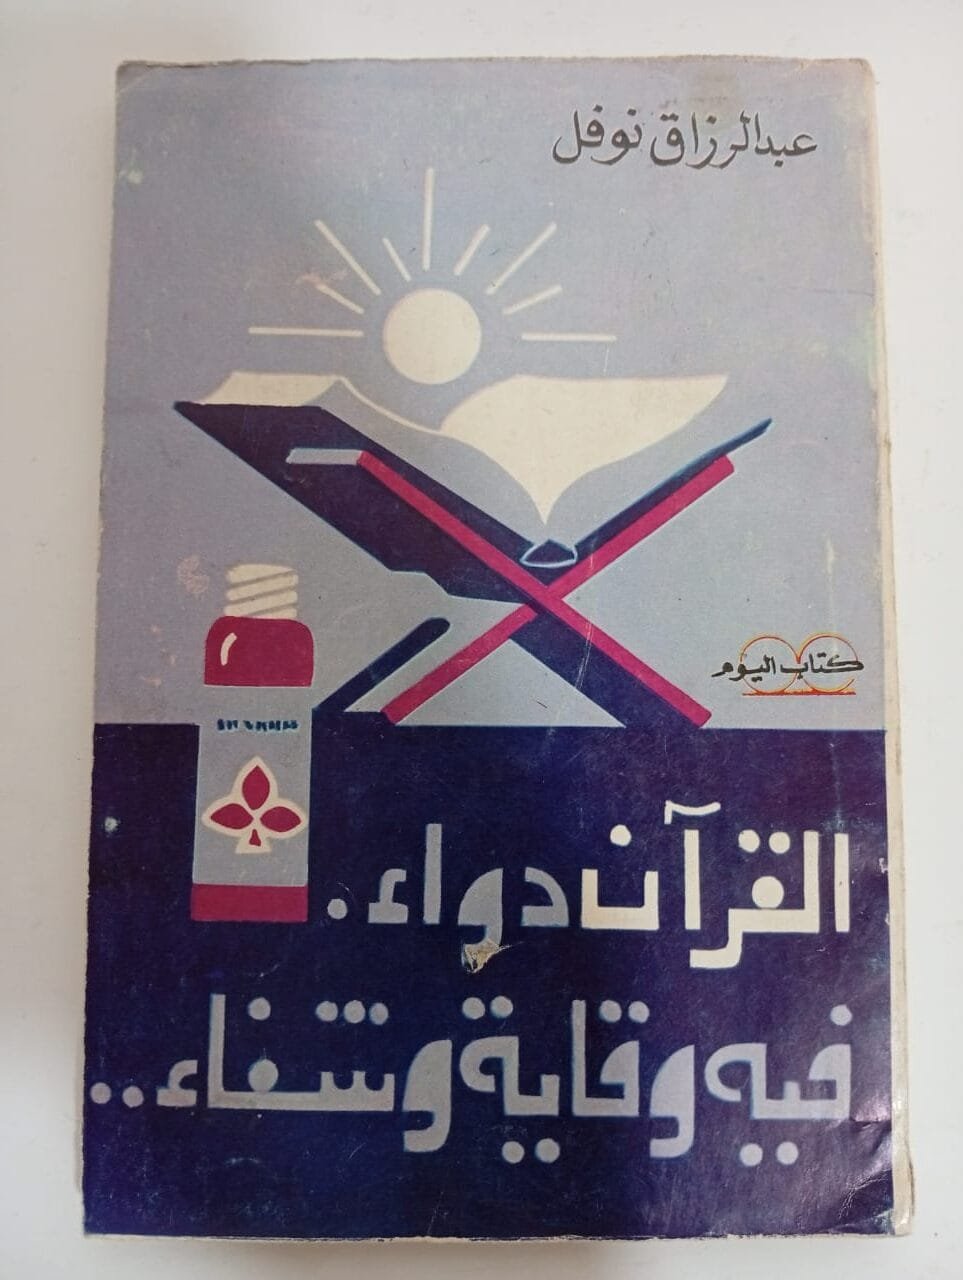 عبدالرزاق نوفل
كتاب اليوم
القرآن دواء.
فيه وقاية وشفاء..